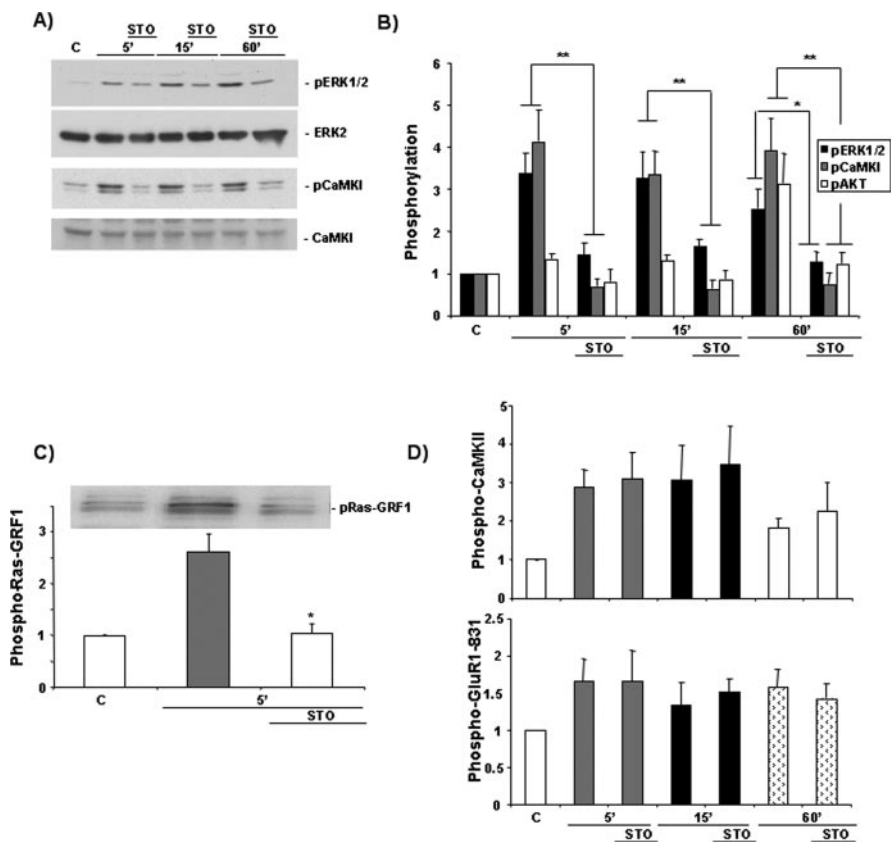 A)
STO STO STO
C 5' 15' 60'
- pERK1/2
- ERK2
- pCaMKI
- CaMKI
B)
** ** ** *
Phosphorylation
6
5
4
3
2
1
0
pERK1/2
pCaMKI
pAKT
C 5' 15' 60'
STO STO STO
C)
- pRas-GRF1
Phospho-Ras-GRF1
3
2
1
0
*
C 5'
STO
D)
Phospho-CaMKII
5
4
3
2
1
0
Phospho-GluR1-831
2.5
2
1.5
1
0.5
0
C 5' 15' 60'
STO STO STO